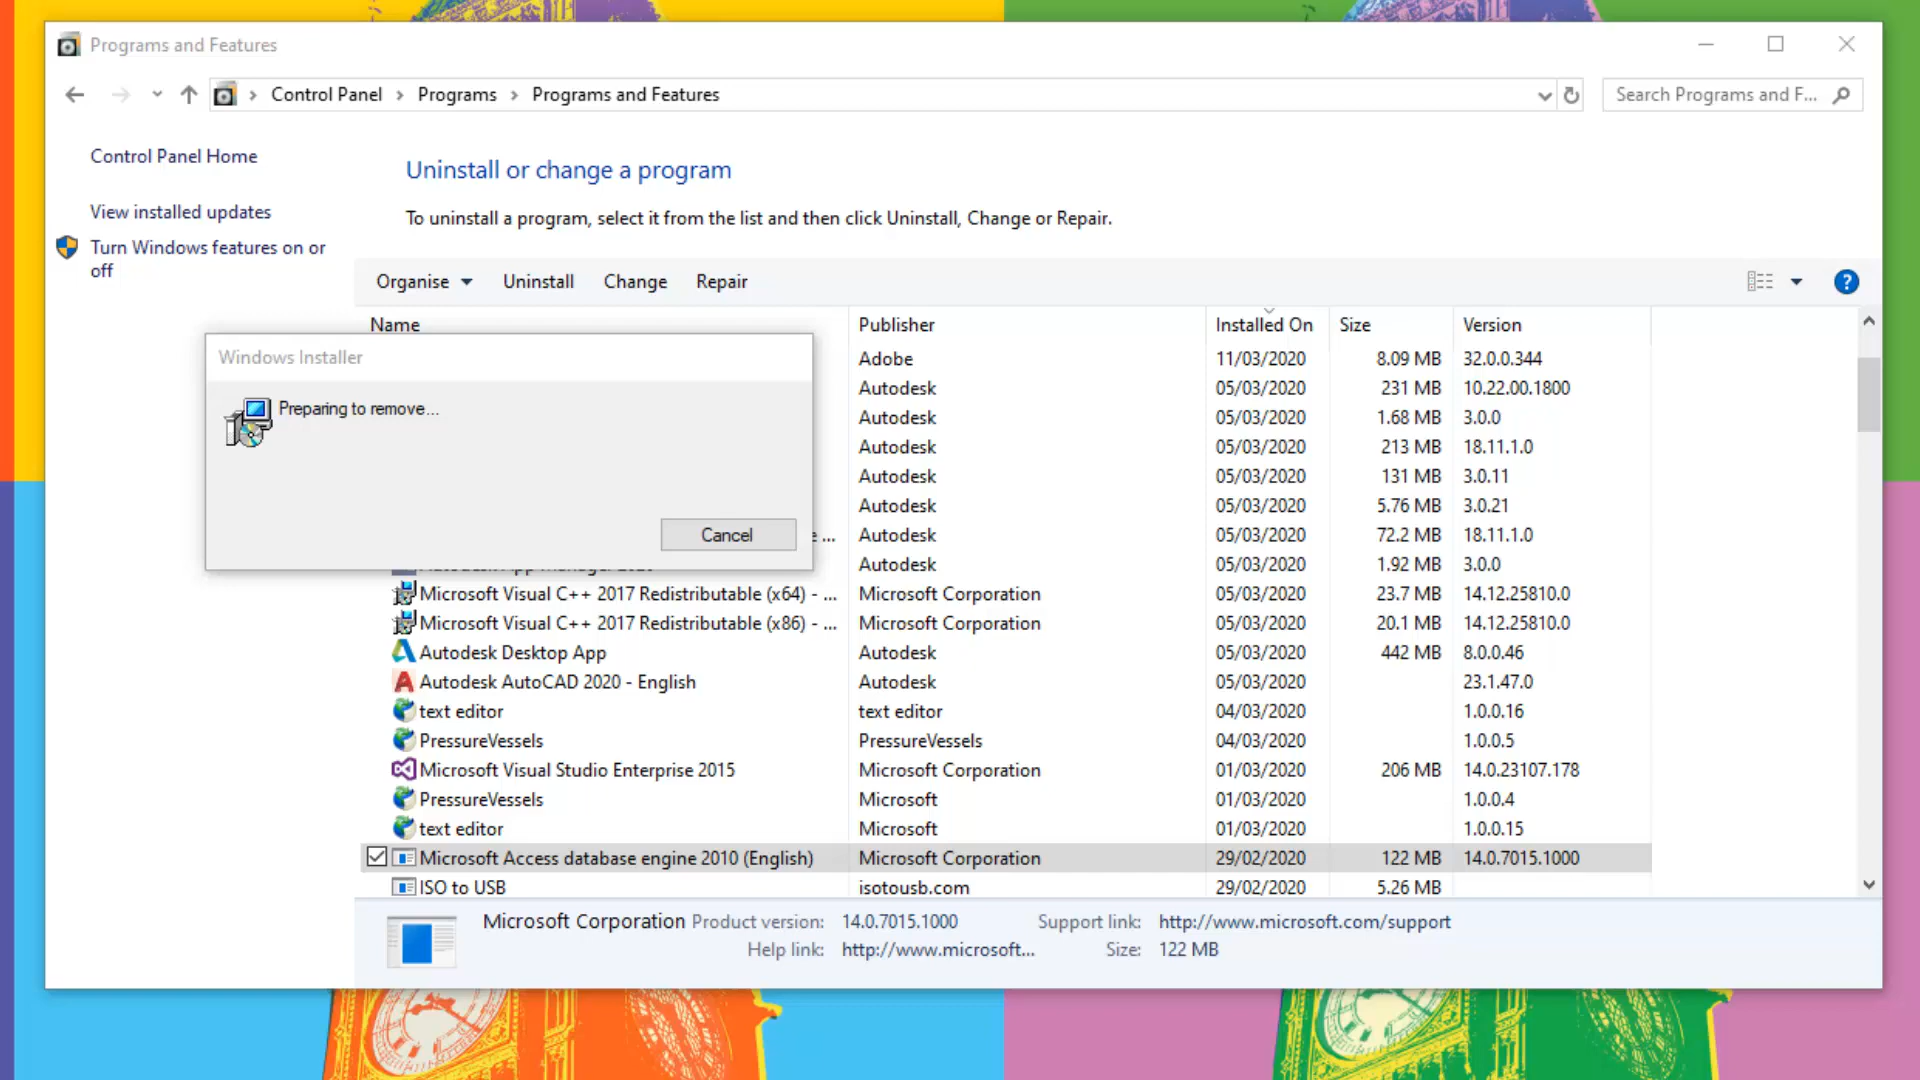 Programs and Features
Control Panel > Programs > Programs and Features
Search Programs and F...
Control Panel Home
View installed updates
Turn Windows features on or
off
Uninstall or change a program
To uninstall a program, select it from the list and then click Uninstall, Change or Repair.
Organise Uninstall Change Repair
Name Publisher Installed On Size Version
Windows Installer
Preparing to remove...
Cancel
Adobe 11/03/2020 8.09 MB 32.0.0.344
Autodesk 05/03/2020 231 MB 10.22.00.1800
Autodesk 05/03/2020 1.68 MB 3.0.0
Autodesk 05/03/2020 213 MB 18.11.1.0
Autodesk 05/03/2020 131 MB 3.0.11
Autodesk 05/03/2020 5.76 MB 3.0.21
... Autodesk 05/03/2020 72.2 MB 18.11.1.0
Autodesk 05/03/2020 1.92 MB 3.0.0
Microsoft Visual C++ 2017 Redistributable (x64) - ... Microsoft Corporation 05/03/2020 23.7 MB 14.12.25810.0
Microsoft Visual C++ 2017 Redistributable (x86) - ... Microsoft Corporation 05/03/2020 20.1 MB 14.12.25810.0
Autodesk Desktop App Autodesk 05/03/2020 442 MB 8.0.0.46
Autodesk AutoCAD 2020 - English Autodesk 05/03/2020 23.1.47.0
text editor text editor 04/03/2020 1.0.0.16
PressureVessels PressureVessels 04/03/2020 1.0.0.5
Microsoft Visual Studio Enterprise 2015 Microsoft Corporation 01/03/2020 206 MB 14.0.23107.178
PressureVessels Microsoft 01/03/2020 1.0.0.4
text editor Microsoft 01/03/2020 1.0.0.15
Microsoft Access database engine 2010 (English) Microsoft Corporation 29/02/2020 122 MB 14.0.7015.1000
ISO to USB isotousb.com 29/02/2020 5.26 MB
Microsoft Corporation Product version: 14.0.7015.1000 Support link: http://www.microsoft.com/support
Help link: http://www.microsoft... Size: 122 MB